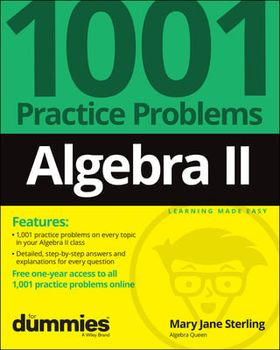 1001
Practice Problems
Algebra II
LEARNING MADE EASY
Features:
• 1,001 practice problems on every topic
in your Algebra II class
• Detailed, step-by-step answers and
explanations for every question
Free one-year access to all
1,001 practice problems online
for
dummies
A Wiley Brand
Mary Jane Sterling
Algebra Queen